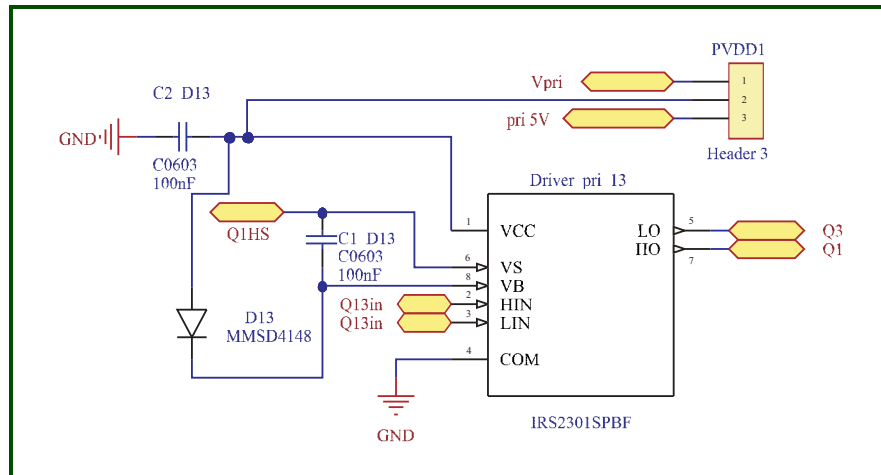 PVDD1
Vpri
1
2
pri 5V
3
Header 3
C2 D13
GND
C0603
100nF
Driver pri 13
Q1HS
C1 D13
C0603
100nF
1
VCC
LO
5
Q3
HO
7
Q1
6
VS
8
VB
Q13in
2
HIN
Q13in
3
LIN
D13
MMSD4148
4
COM
GND
IRS2301SPBF